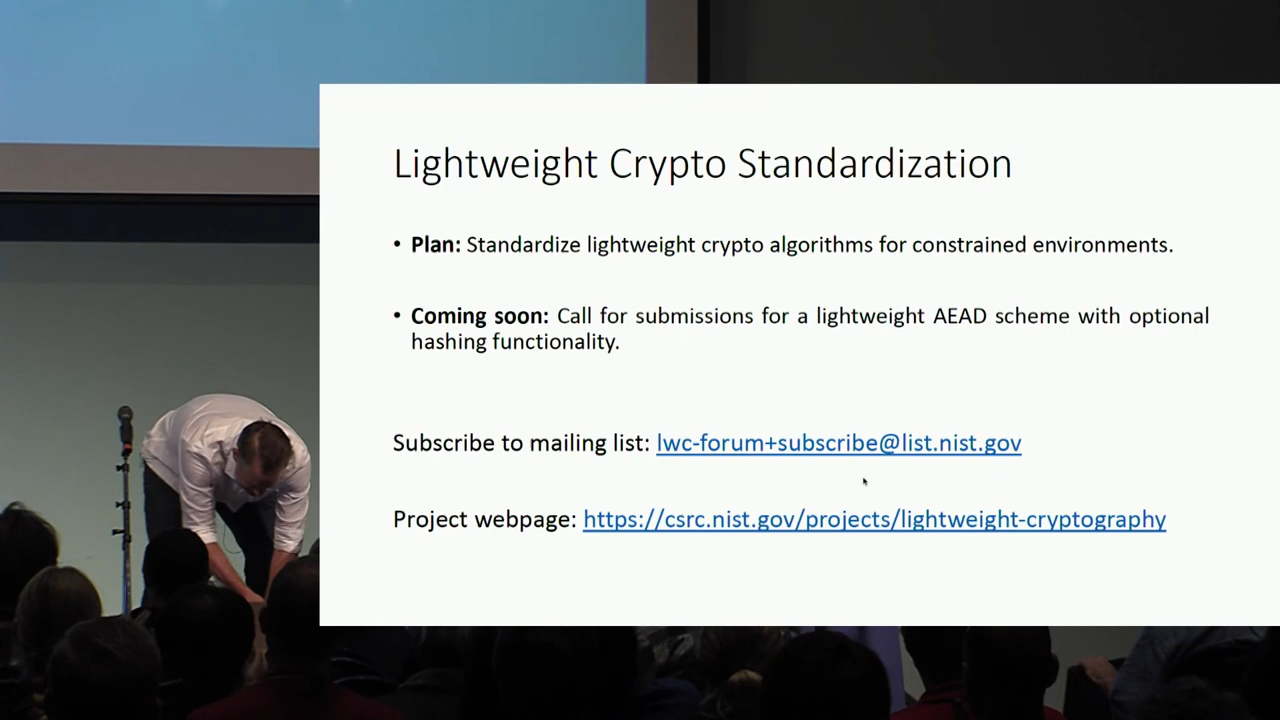 Lightweight Crypto Standardization
• Plan: Standardize lightweight crypto algorithms for constrained environments.
• Coming soon: Call for submissions for a lightweight AEAD scheme with optional
hashing functionality.
Subscribe to mailing list: lwc-forum+subscribe@list.nist.gov
Project webpage: https://csrc.nist.gov/projects/lightweight-cryptography